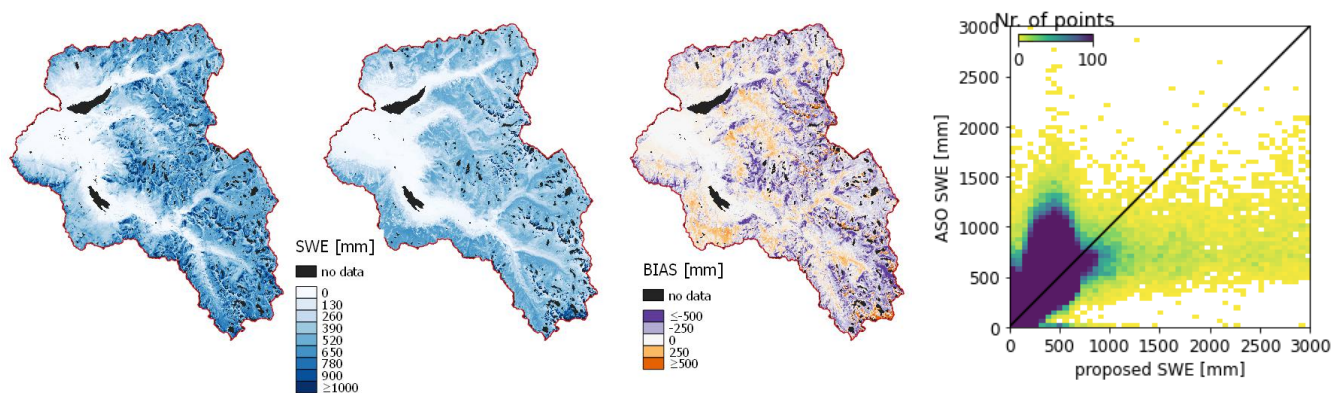 SWE [mm]
no data
0
130
260
390
520
650
780
900
≥1000
BIAS [mm]
no data
≤-500
-250
0
250
≥500
Nr. of points
0 100
ASO SWE [mm]
3000
2500
2000
1500
1000
500
0
0 500 1000 1500 2000 2500 3000
proposed SWE [mm]